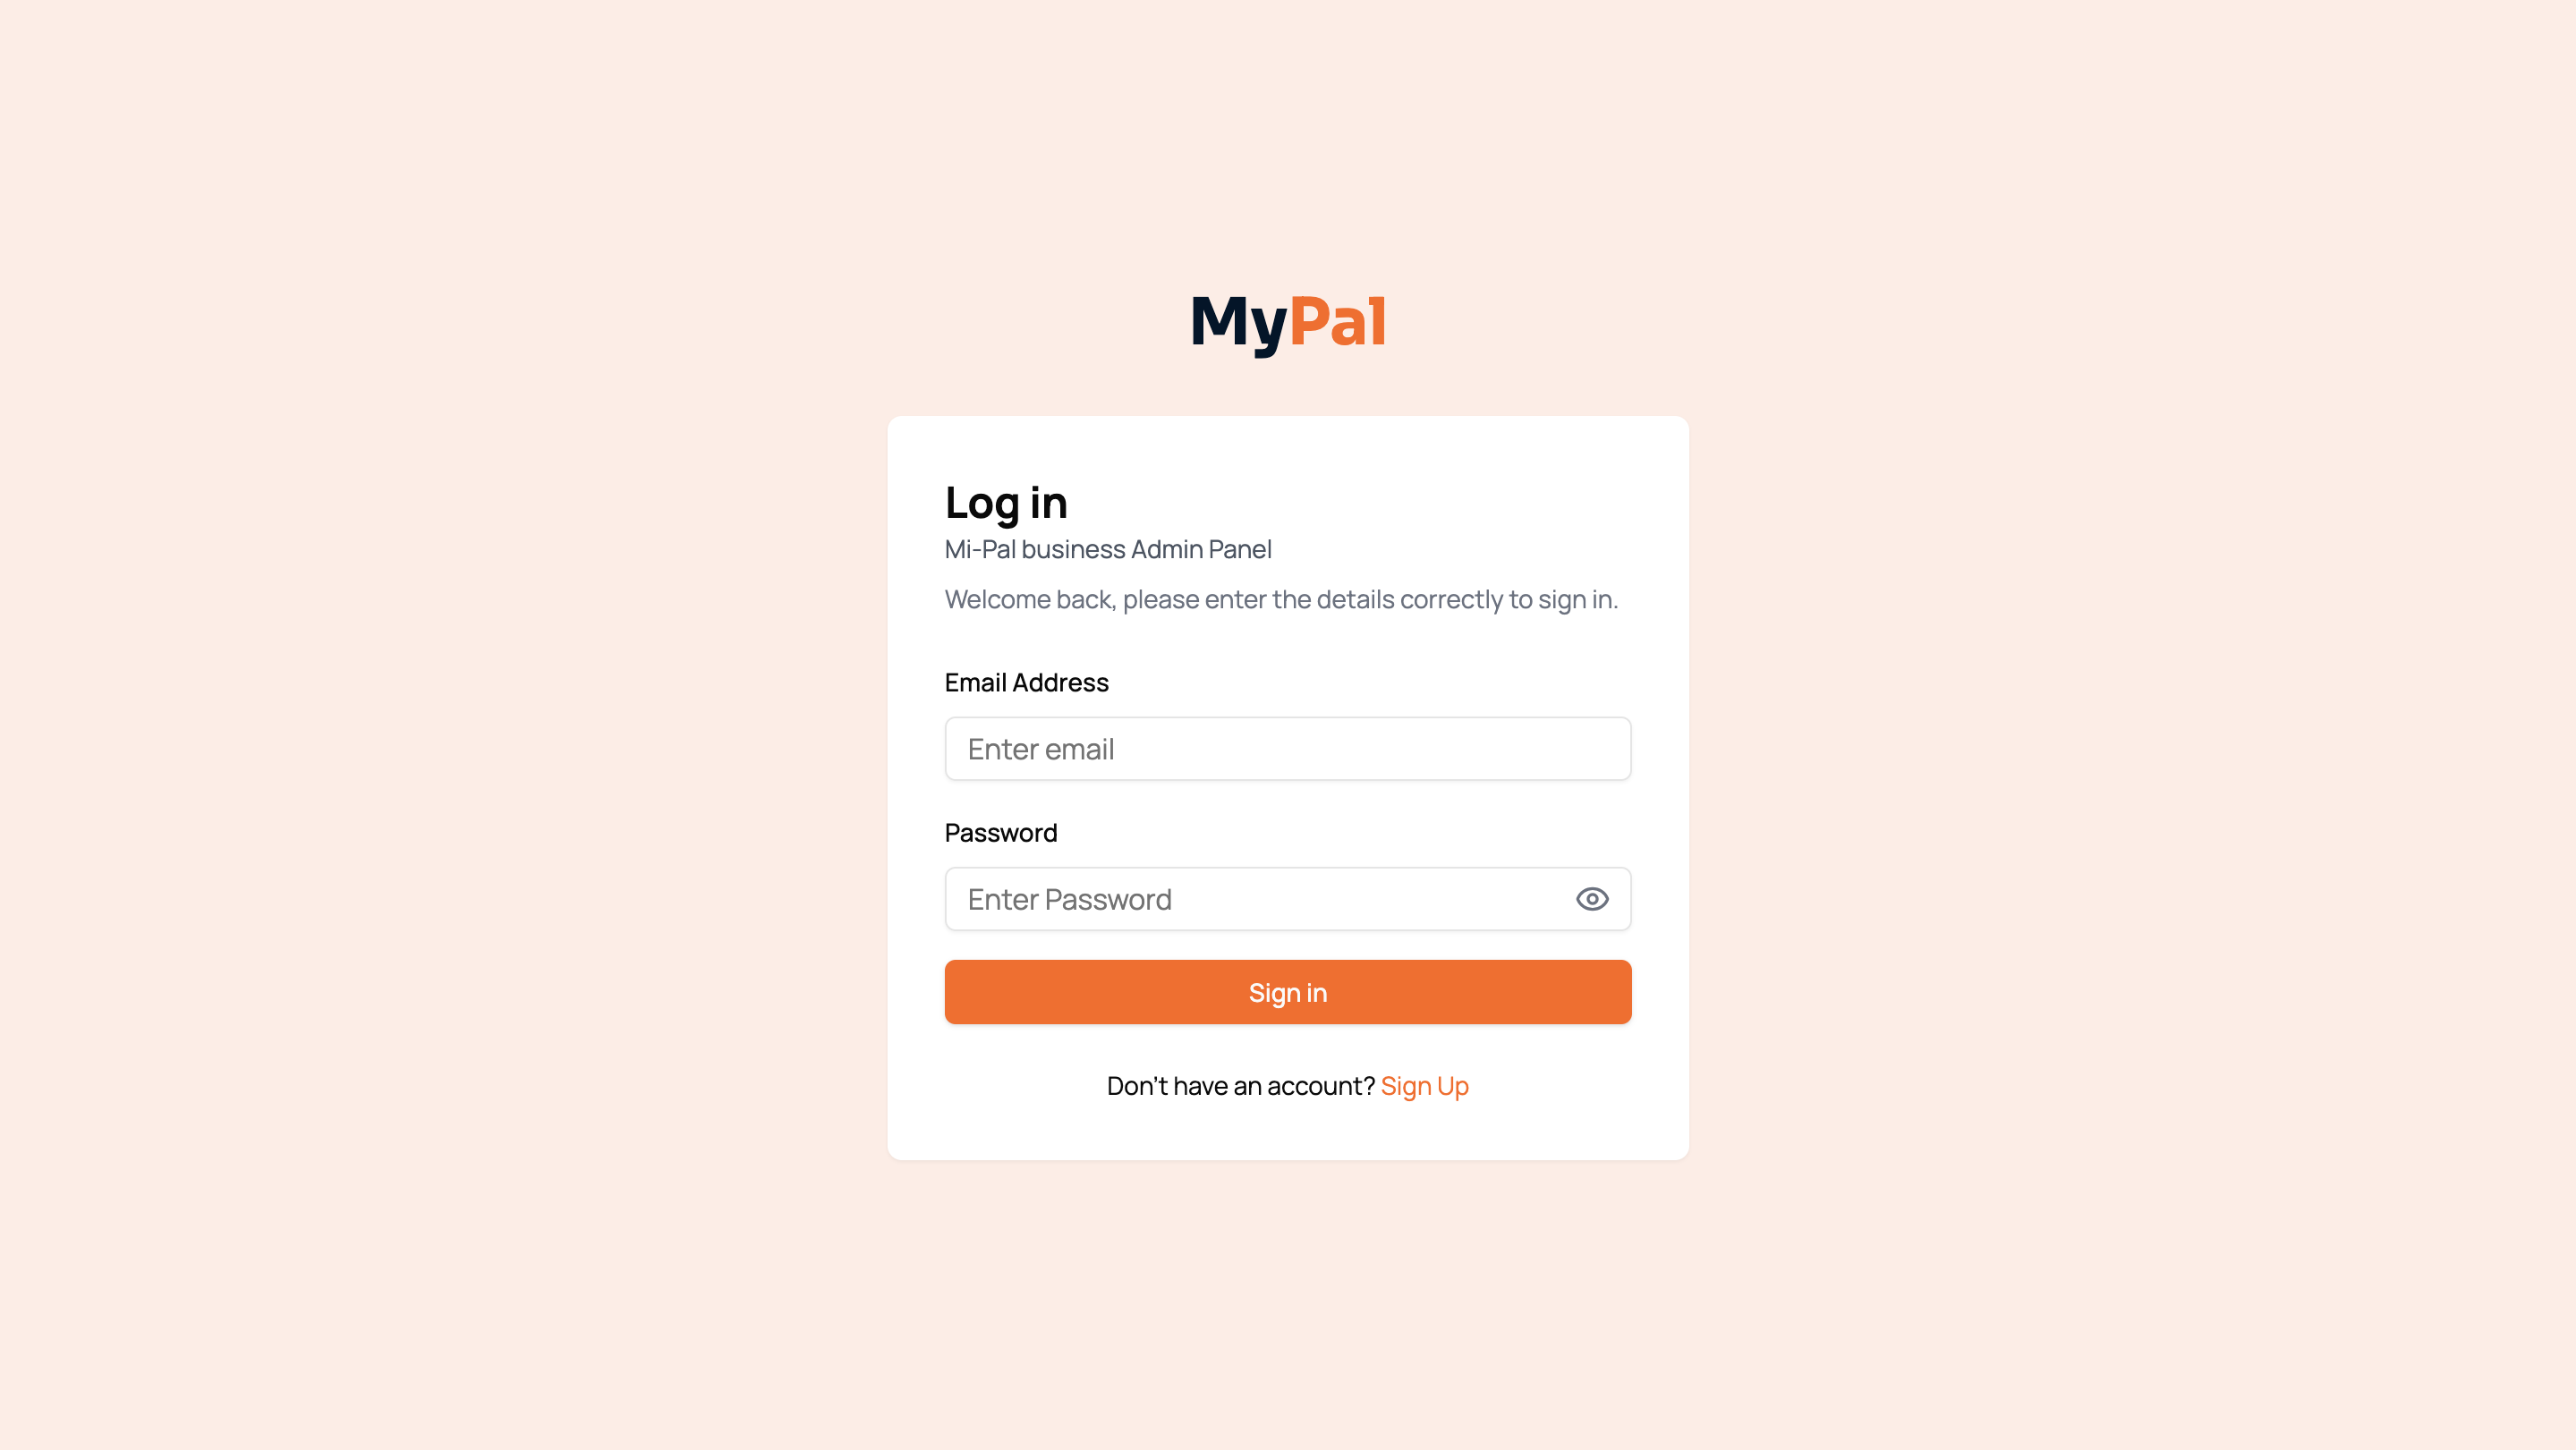 MyPal
Log in
Mi-Pal business Admin Panel
Welcome back, please enter the details correctly to sign in.
Email Address
Enter email
Password
Enter Password
Sign in
Don't have an account? Sign Up